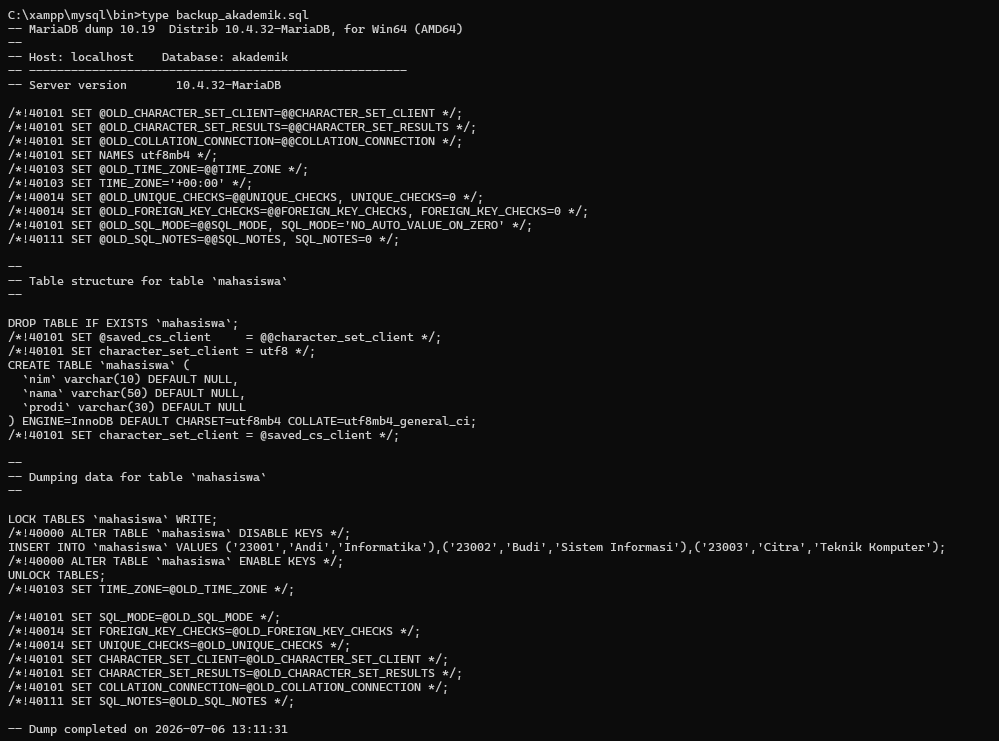 C:\xampp\mysql\bin>type backup_akademik.sql
-- MariaDB dump 10.19  Distrib 10.4.32-MariaDB, for Win64 (AMD64)
--
-- Host: localhost    Database: akademik
-- ------------------------------------------------------
-- Server version       10.4.32-MariaDB

/*!40101 SET @OLD_CHARACTER_SET_CLIENT=@@CHARACTER_SET_CLIENT */;
/*!40101 SET @OLD_CHARACTER_SET_RESULTS=@@CHARACTER_SET_RESULTS */;
/*!40101 SET @OLD_COLLATION_CONNECTION=@@COLLATION_CONNECTION */;
/*!40101 SET NAMES utf8mb4 */;
/*!40103 SET @OLD_TIME_ZONE=@@TIME_ZONE */;
/*!40103 SET TIME_ZONE='+00:00' */;
/*!40014 SET @OLD_UNIQUE_CHECKS=@@UNIQUE_CHECKS, UNIQUE_CHECKS=0 */;
/*!40014 SET @OLD_FOREIGN_KEY_CHECKS=@@FOREIGN_KEY_CHECKS, FOREIGN_KEY_CHECKS=0 */;
/*!40101 SET @OLD_SQL_MODE=@@SQL_MODE, SQL_MODE='NO_AUTO_VALUE_ON_ZERO' */;
/*!40111 SET @OLD_SQL_NOTES=@@SQL_NOTES, SQL_NOTES=0 */;

--
-- Table structure for table `mahasiswa`
--

DROP TABLE IF EXISTS `mahasiswa`;
/*!40101 SET @saved_cs_client     = @@character_set_client */;
/*!40101 SET character_set_client = utf8 */;
CREATE TABLE `mahasiswa` (
  `nim` varchar(10) DEFAULT NULL,
  `nama` varchar(50) DEFAULT NULL,
  `prodi` varchar(30) DEFAULT NULL
) ENGINE=InnoDB DEFAULT CHARSET=utf8mb4 COLLATE=utf8mb4_general_ci;
/*!40101 SET character_set_client = @saved_cs_client */;

--
-- Dumping data for table `mahasiswa`
--

LOCK TABLES `mahasiswa` WRITE;
/*!40000 ALTER TABLE `mahasiswa` DISABLE KEYS */;
INSERT INTO `mahasiswa` VALUES ('23001','Andi','Informatika'),('23002','Budi','Sistem Informasi'),('23003','Citra','Teknik Komputer');
/*!40000 ALTER TABLE `mahasiswa` ENABLE KEYS */;
UNLOCK TABLES;
/*!40103 SET TIME_ZONE=@OLD_TIME_ZONE */;

/*!40101 SET SQL_MODE=@OLD_SQL_MODE */;
/*!40014 SET FOREIGN_KEY_CHECKS=@OLD_FOREIGN_KEY_CHECKS */;
/*!40014 SET UNIQUE_CHECKS=@OLD_UNIQUE_CHECKS */;
/*!40101 SET CHARACTER_SET_CLIENT=@OLD_CHARACTER_SET_CLIENT */;
/*!40101 SET CHARACTER_SET_RESULTS=@OLD_CHARACTER_SET_RESULTS */;
/*!40101 SET COLLATION_CONNECTION=@OLD_COLLATION_CONNECTION */;
/*!40111 SET SQL_NOTES=@OLD_SQL_NOTES */;

-- Dump completed on 2026-07-06 13:11:31